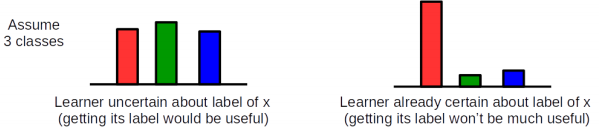 Assume
3 classes
Learner uncertain about label of x
(getting its label would be useful)
Learner already certain about label of x
(getting its label won't be much useful)